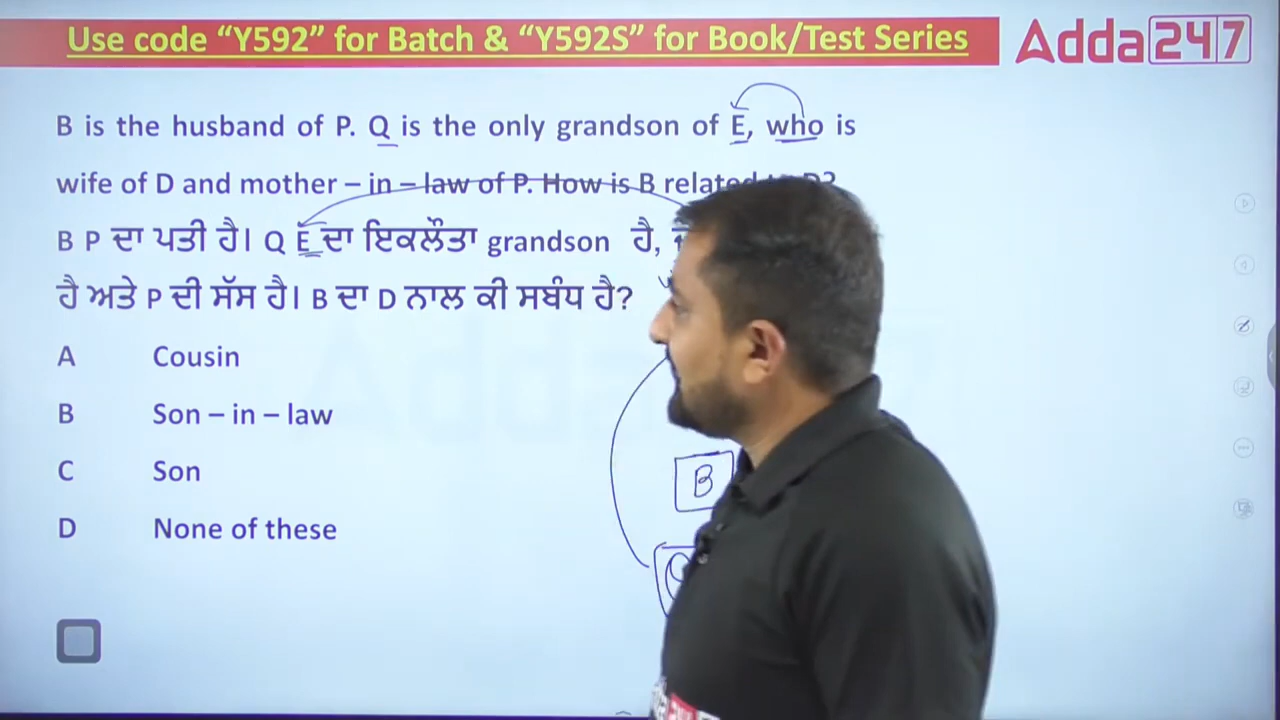 Use code “Y592” for Batch & “Y592S” for Book/Test Series
Adda247
B is the husband of P. Q is the only grandson of E, who is
wife of D and mother – in – law of P. How is B related to D?
B P ਦਾ ਪਤੀ ਹੈ। Q E ਦਾ ਇਕਲੌਤਾ grandson ਹੈ,
ਹੈ ਅਤੇ P ਦੀ ਸੱਸ ਹੈ। B ਦਾ D ਨਾਲ ਕੀ ਸਬੰਧ ਹੈ?
A Cousin
B Son – in – law
C Son
D None of these
B